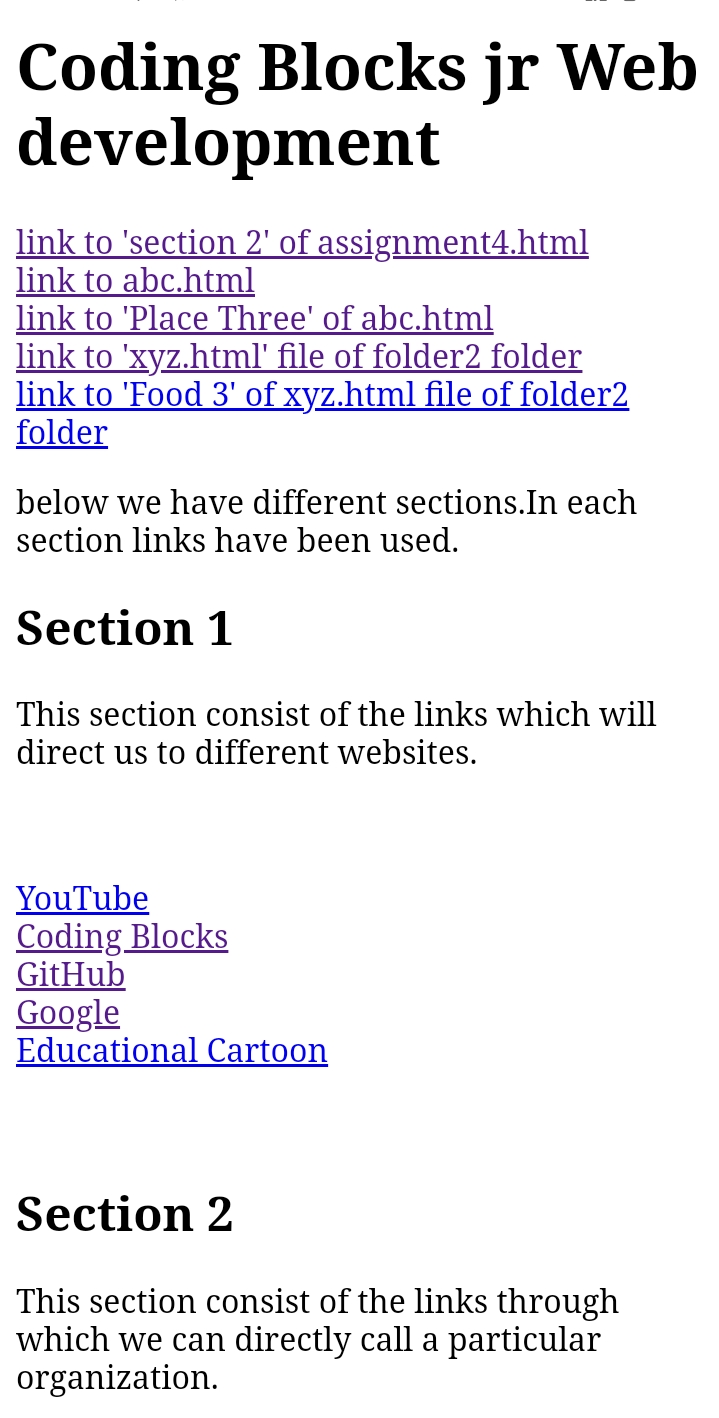 Coding Blocks jr Web
development
link to 'section 2' of assignment4.html
link to abc.html
link to 'Place Three' of abc.html
link to 'xyz.html' file of folder2 folder
link to 'Food 3' of xyz.html file of folder2
folder
below we have different sections.In each
section links have been used.
Section 1
This section consist of the links which will
direct us to different websites.
YouTube
Coding Blocks
GitHub
Google
Educational Cartoon
Section 2
This section consist of the links through
which we can directly call a particular
organization.